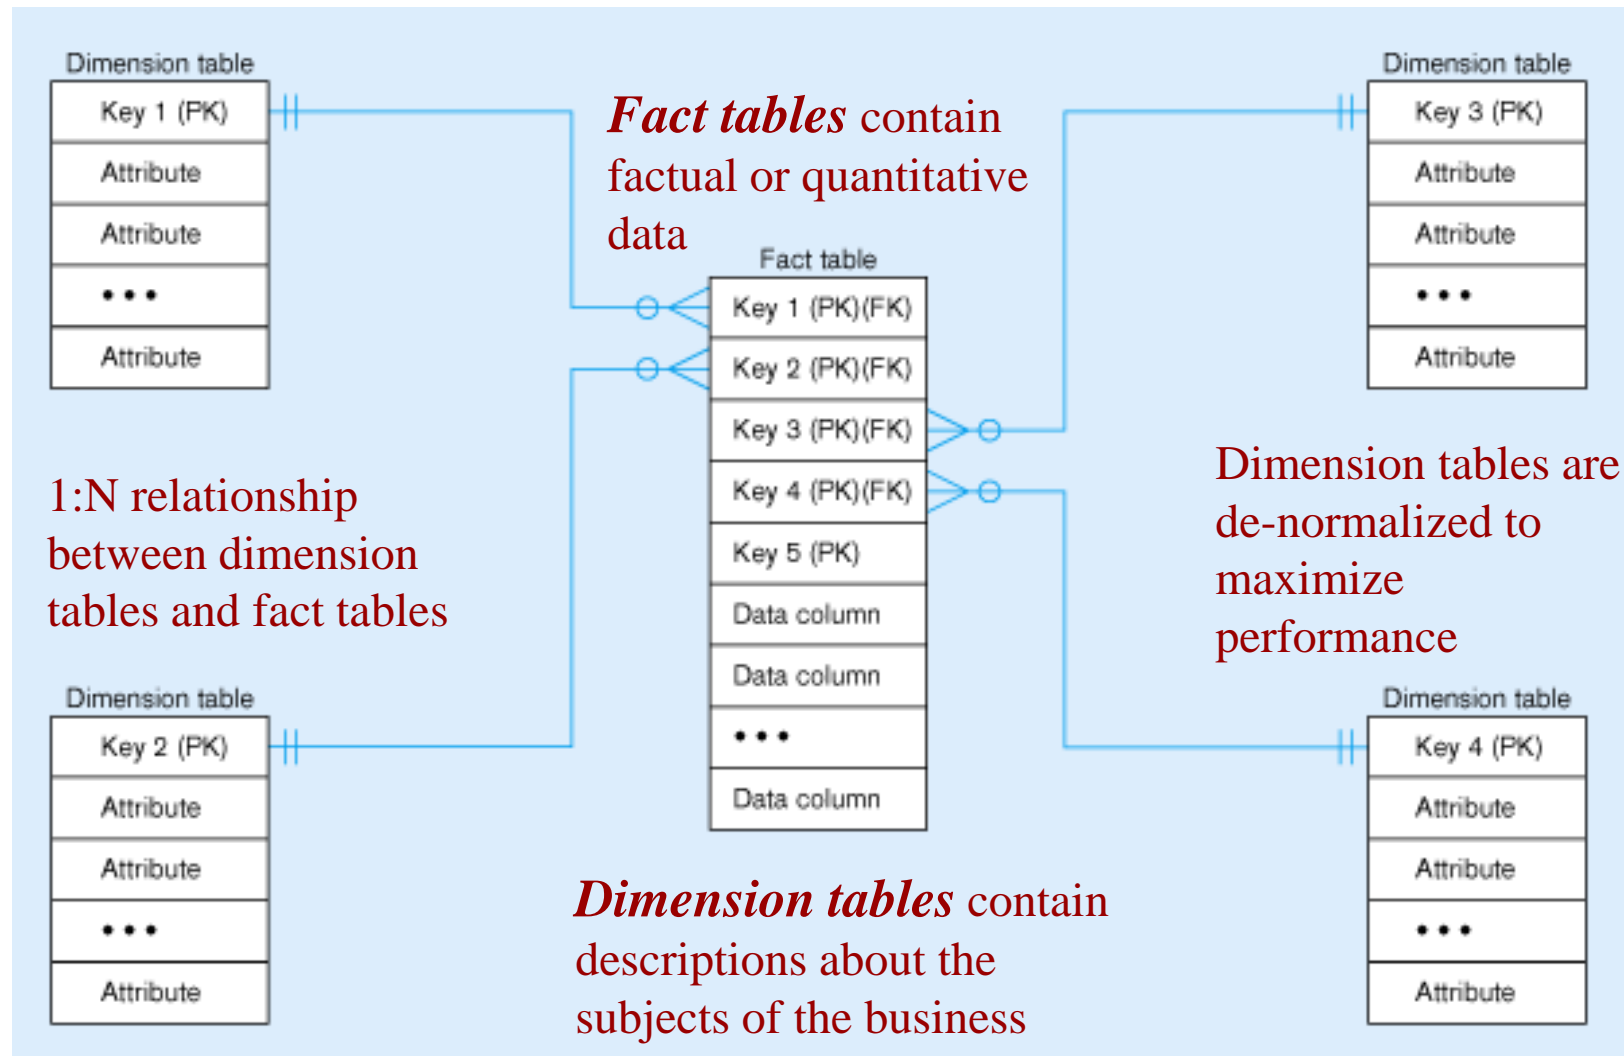 Dimension table
Key 1 (PK)
Attribute
Attribute
• • •
Attribute
Fact tables contain
factual or quantitative
data
Dimension table
Key 3 (PK)
Attribute
Attribute
• • •
Attribute
Fact table
Key 1 (PK)(FK)
Key 2 (PK)(FK)
Key 3 (PK)(FK)
Key 4 (PK)(FK)
Key 5 (PK)
Data column
Data column
• • •
Data column
1:N relationship
between dimension
tables and fact tables
Dimension tables are
de-normalized to
maximize
performance
Dimension table
Key 2 (PK)
Attribute
Attribute
• • •
Attribute
Dimension tables contain
descriptions about the
subjects of the business
Dimension table
Key 4 (PK)
Attribute
Attribute
• • •
Attribute